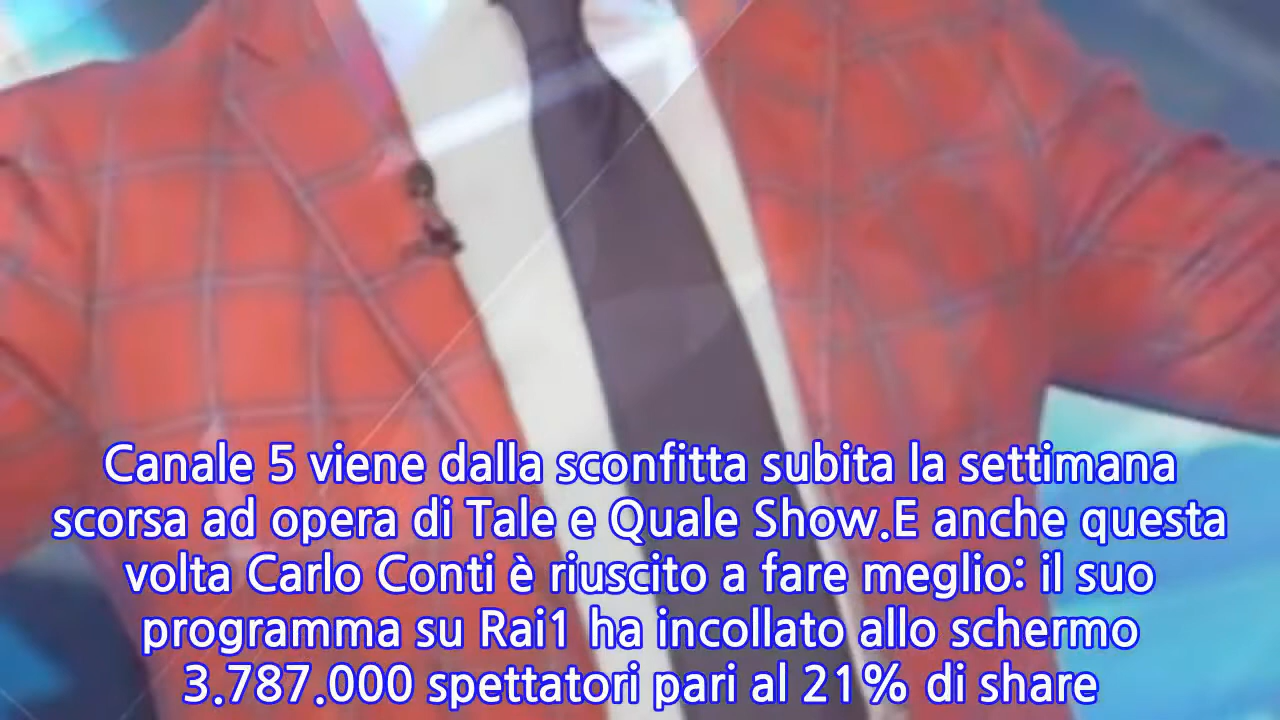 Canale 5 viene dalla sconfitta subita la settimana
scorsa ad opera di Tale e Quale Show.E anche questa
volta Carlo Conti è riuscito a fare meglio: il suo
programma su Rai1 ha incollato allo schermo
3.787.000 spettatori pari al 21% di share